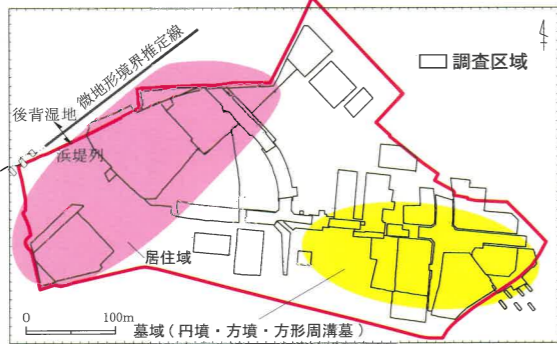 微地形境界推定線
調査区域
後背湿地
浜堤列
居住域
0 100m
墓域(円墳・方墳・方形周溝墓)